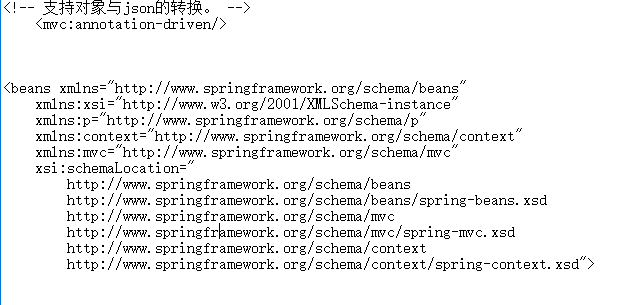 <!-- 支持对象与json的转换。 -->
<mvc:annotation-driven/>
<beans xmlns="http://www.springframework.org/schema/beans"
xmlns:xsi="http://www.w3.org/2001/XMLSchema-instance"
xmlns:p="http://www.springframework.org/schema/p"
xmlns:context="http://www.springframework.org/schema/context"
xmlns:mvc="http://www.springframework.org/schema/mvc"
xsi:schemaLocation="
http://www.springframework.org/schema/beans
http://www.springframework.org/schema/beans/spring-beans.xsd
http://www.springframework.org/schema/mvc
http://www.springframework.org/schema/mvc/spring-mvc.xsd
http://www.springframework.org/schema/context
http://www.springframework.org/schema/context/spring-context.xsd">